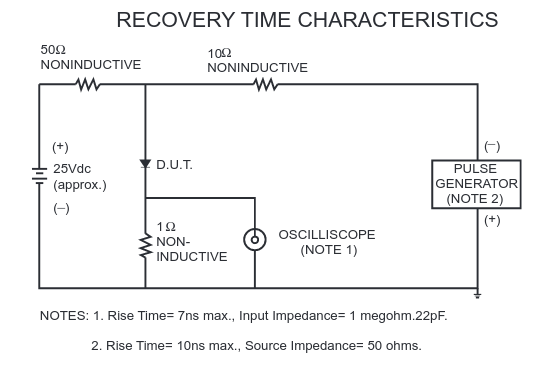 RECOVERY TIME CHARACTERISTICS
50Ω
NONINDUCTIVE
10Ω
NONINDUCTIVE
(+)
25Vdc
(approx.)
(−)
D.U.T.
1Ω
NON-
INDUCTIVE
OSCILLISCOPE
(NOTE 1)
(−)
PULSE
GENERATOR
(NOTE 2)
(+)
NOTES: 1. Rise Time= 7ns max., Input Impedance= 1 megohm.22pF.
2. Rise Time= 10ns max., Source Impedance= 50 ohms.